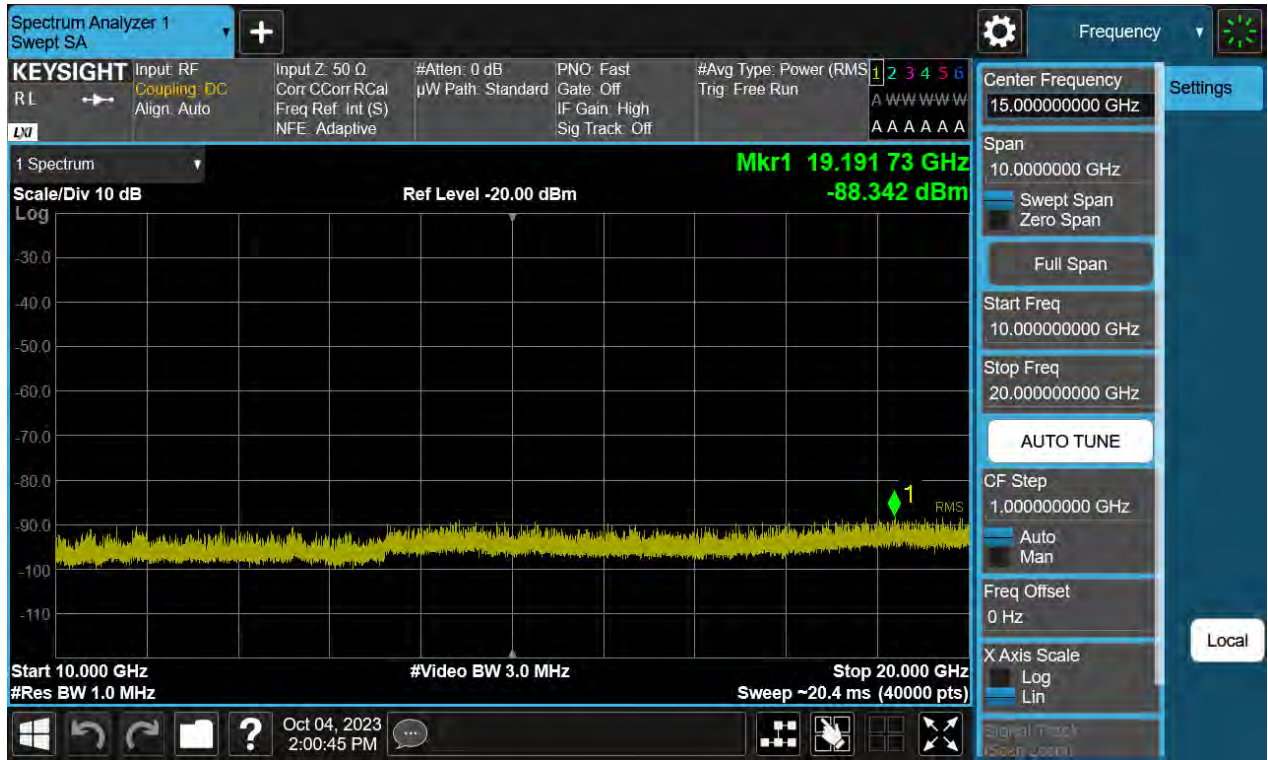 Spectrum Analyzer 1
Swept SA
+
Frequency
KEYSIGHT
RL
LXI
Input: RF
Coupling: DC
Align: Auto
Input Z: 50 Ω
Corr CCorr RCal
Freq Ref: Int (S)
NFE: Adaptive
#Atten: 0 dB
µW Path: Standard
PNO: Fast
Gate: Off
IF Gain: High
Sig Track: Off
#Avg Type: Power (RMS
Trig: Free Run
1 2 3 4 5 6
A W W W W W
A A A A A A
1 Spectrum
Mkr1 19.191 73 GHz
Scale/Div 10 dB
Ref Level -20.00 dBm
-88.342 dBm
Log
-30.0
-40.0
-50.0
-60.0
-70.0
-80.0
-90.0
-100
-110
1
RMS
Start 10.000 GHz
#Video BW 3.0 MHz
Stop 20.000 GHz
#Res BW 1.0 MHz
Sweep ~20.4 ms (40000 pts)
Center Frequency
15.000000000 GHz
Settings
Span
10.0000000 GHz
Swept Span
Zero Span
Full Span
Start Freq
10.000000000 GHz
Stop Freq
20.000000000 GHz
AUTO TUNE
CF Step
1.000000000 GHz
Auto
Man
Freq Offset
0 Hz
X Axis Scale
Log
Lin
Signal Track
(Span Zoom)
Local
?
Oct 04, 2023
2:00:45 PM